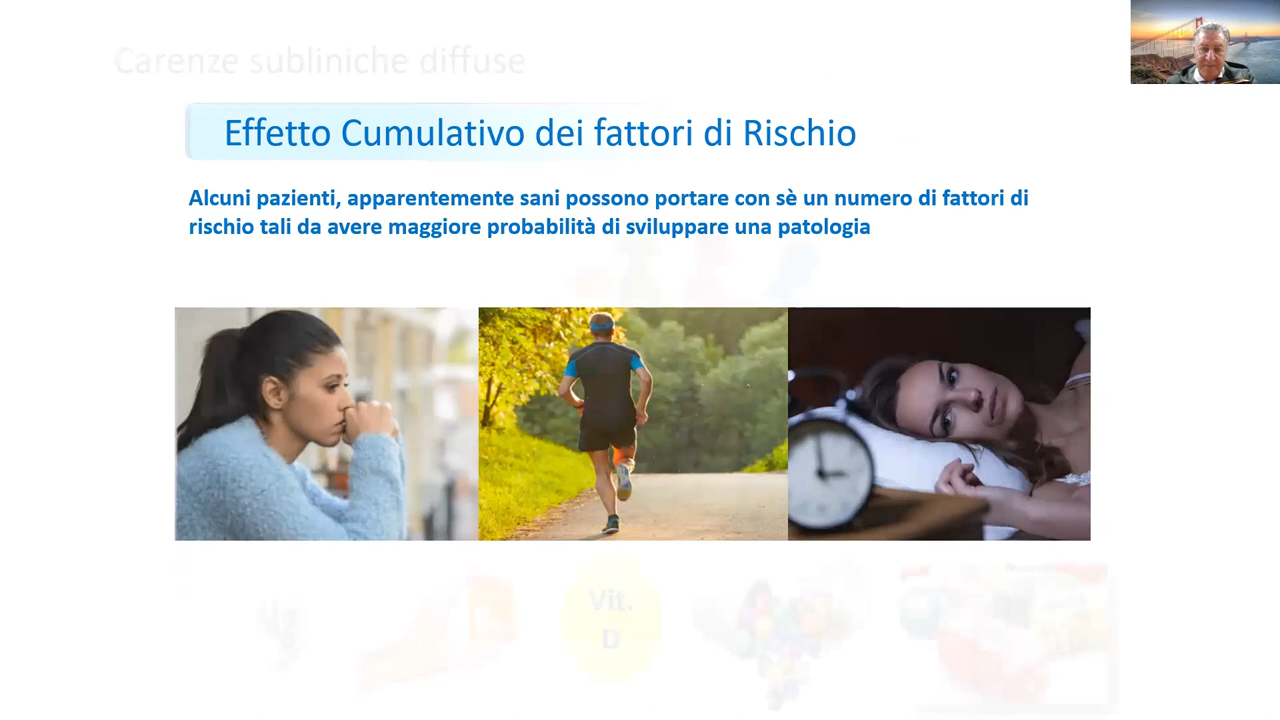 Carenze subliniche diffuse
Effetto Cumulativo dei fattori di Rischio
Alcuni pazienti, apparentemente sani possono portare con sè un numero di fattori di
rischio tali da avere maggiore probabilità di sviluppare una patologia
Vit.
D